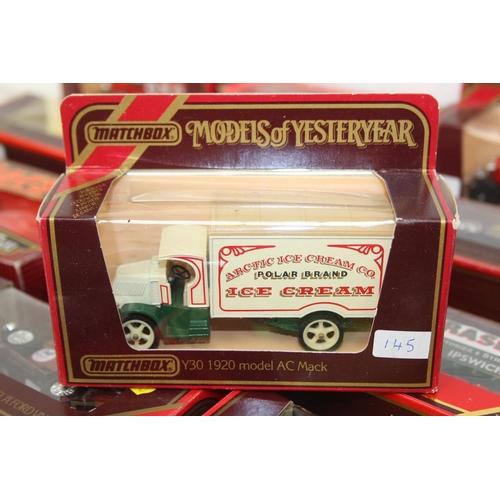 MATCHBOX
MODELS of YESTERYEAR
ARCTIC ICE CREAM CO.
POLAR BRAND
ICE CREAM
145
MATCHBOX
Y30 1920 model AC Mack
IPSWICH